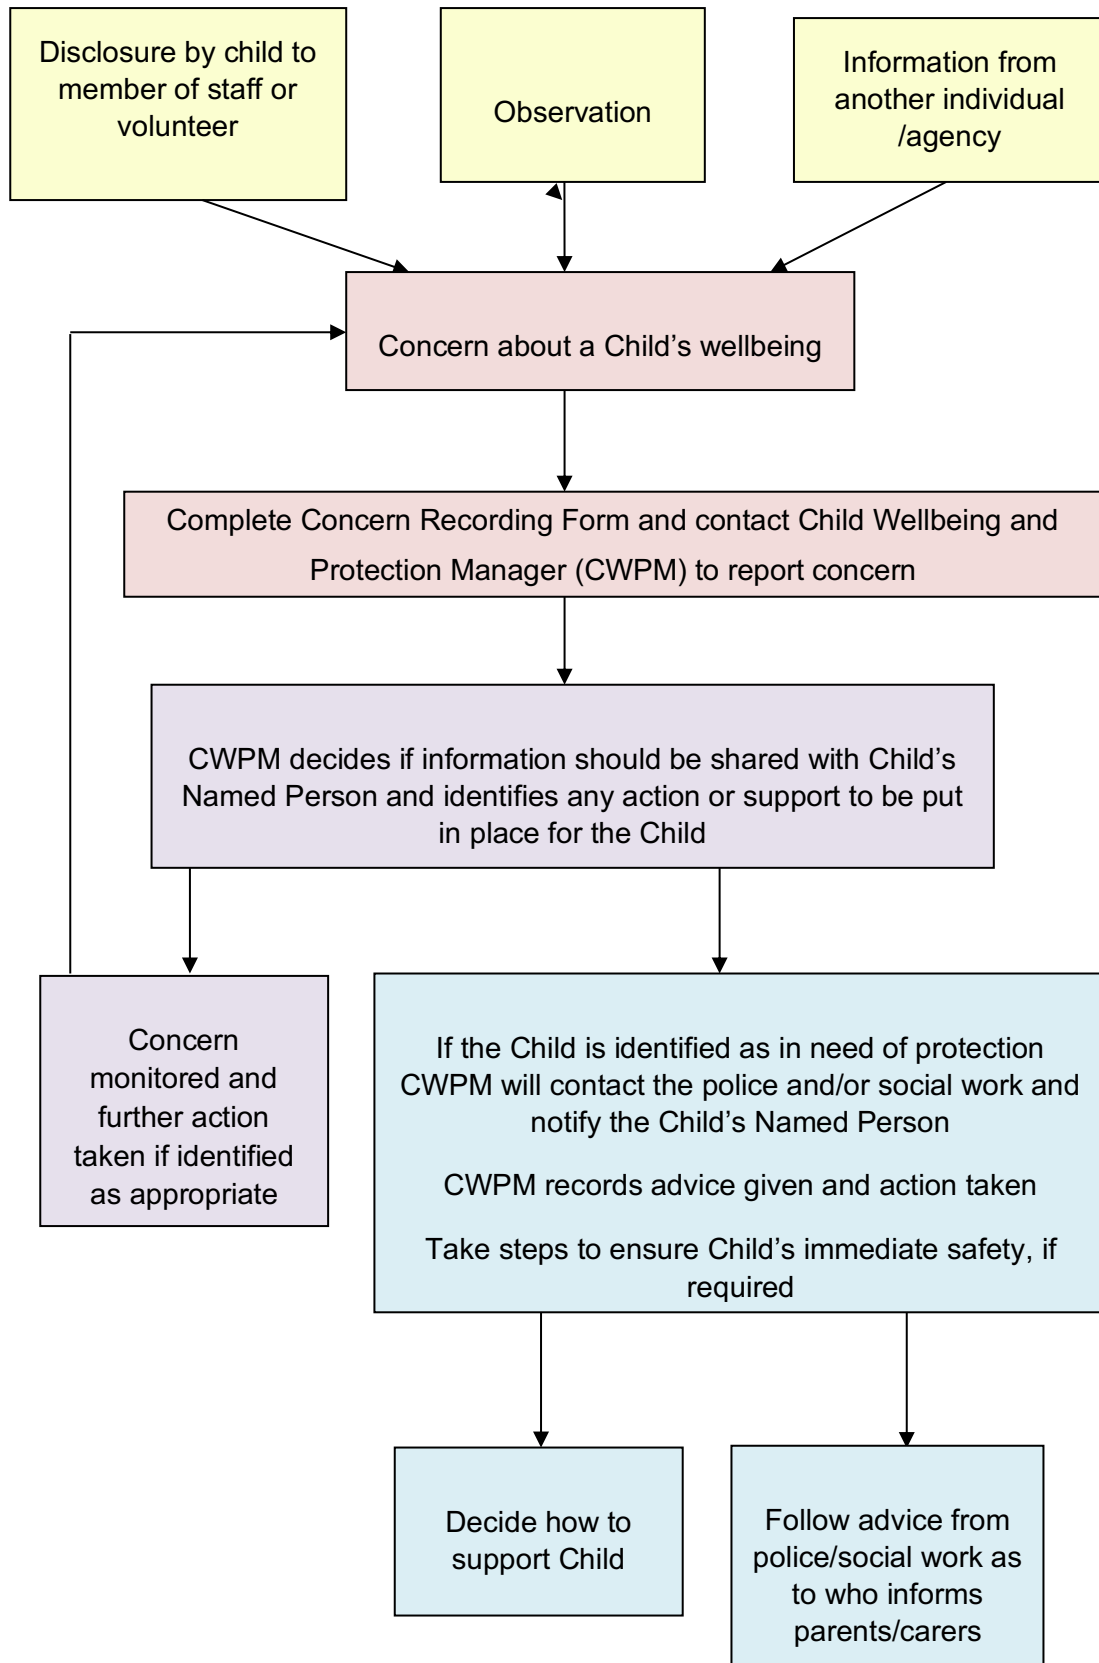 Disclosure by child to
member of staff or
volunteer
Observation
Information from
another individual
/agency
Concern about a Child’s wellbeing
Complete Concern Recording Form and contact Child Wellbeing and
Protection Manager (CWPM) to report concern
CWPM decides if information should be shared with Child’s
Named Person and identifies any action or support to be put
in place for the Child
Concern
monitored and
further action
taken if identified
as appropriate
If the Child is identified as in need of protection
CWPM will contact the police and/or social work and
notify the Child’s Named Person
CWPM records advice given and action taken
Take steps to ensure Child’s immediate safety, if
required
Decide how to
support Child
Follow advice from
police/social work as
to who informs
parents/carers